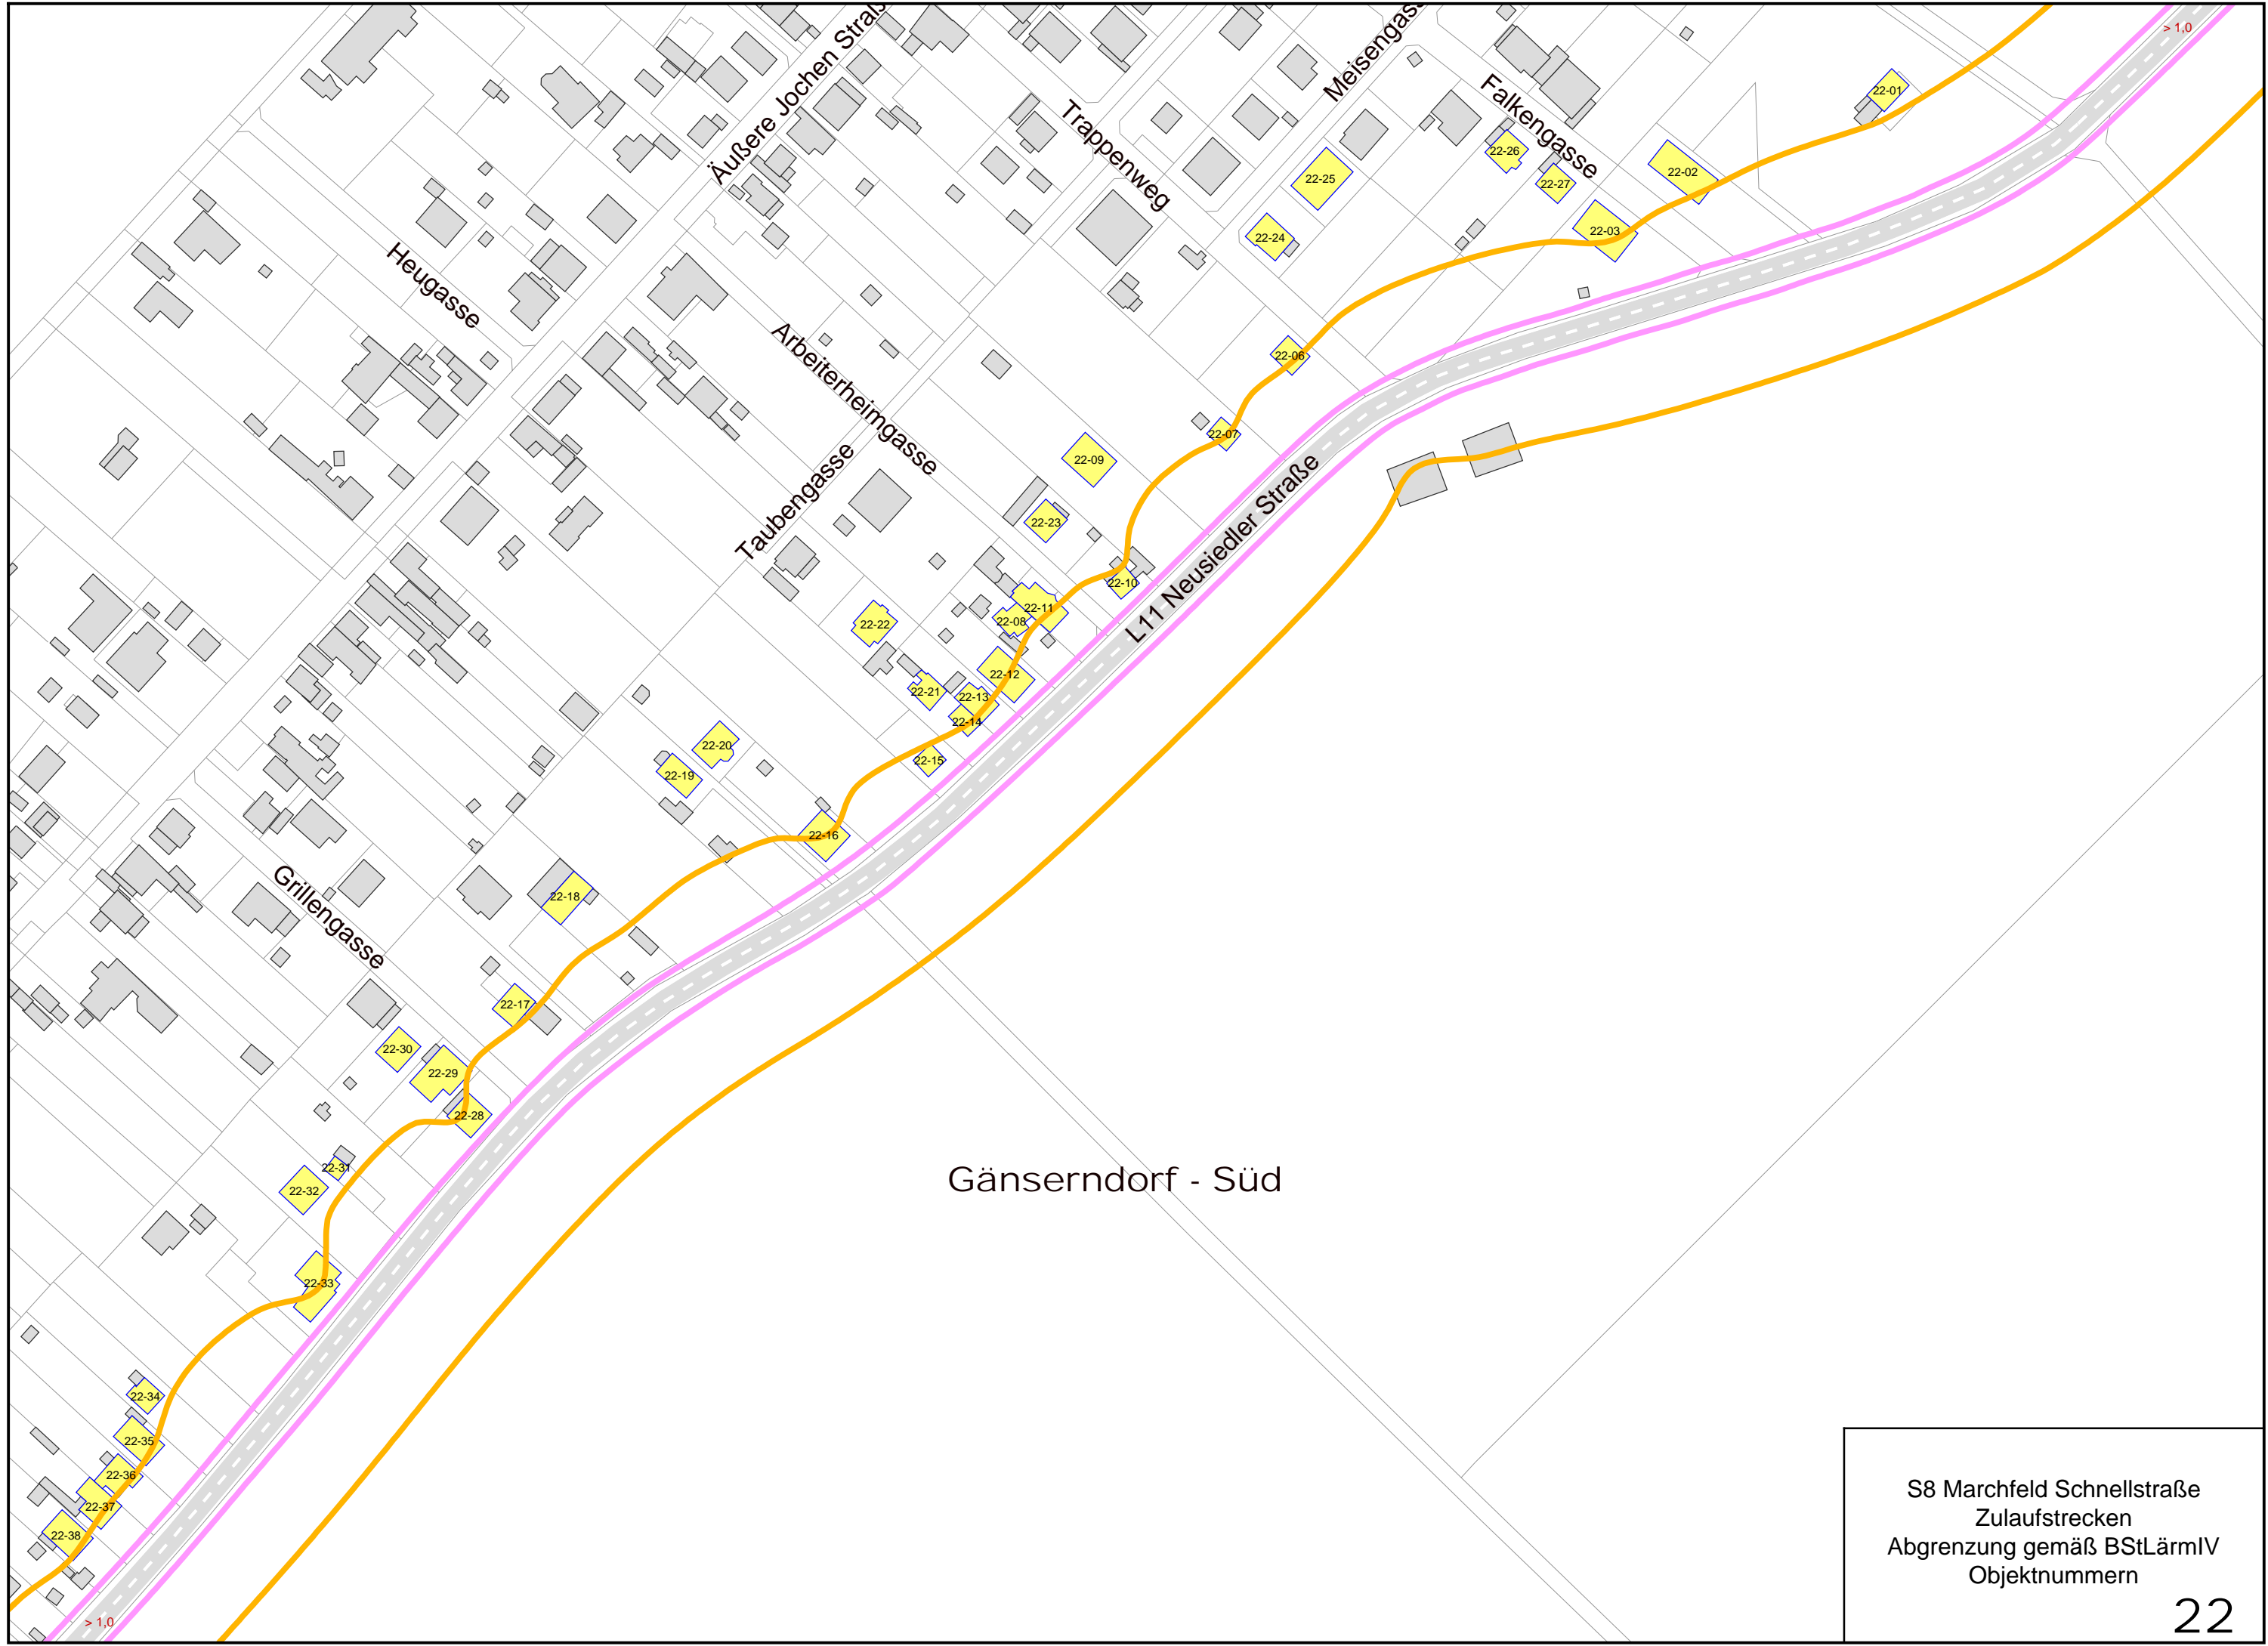 > 1,0
Äußere Jochen Straß
Meisengass
Trappenweg
Falkengasse
22-01
22-26
22-27
22-02
22-25
22-24
22-03
Heugasse
Arbeiterheimgasse
22-06
22-07
22-09
Taubengasse
22-23
L11 Neusiedler Straße
22-10
22-11
22-08
22-22
22-12
22-21
22-13
22-14
22-20
22-15
22-19
22-16
22-18
Grillengasse
22-17
22-30
22-29
22-28
22-31
22-32
Gänserndorf - Süd
22-33
22-34
22-35
22-36
22-37
22-38
> 1,0
S8 Marchfeld Schnellstraße
Zulaufstrecken
Abgrenzung gemäß BStLärmIV
Objektnummern
22